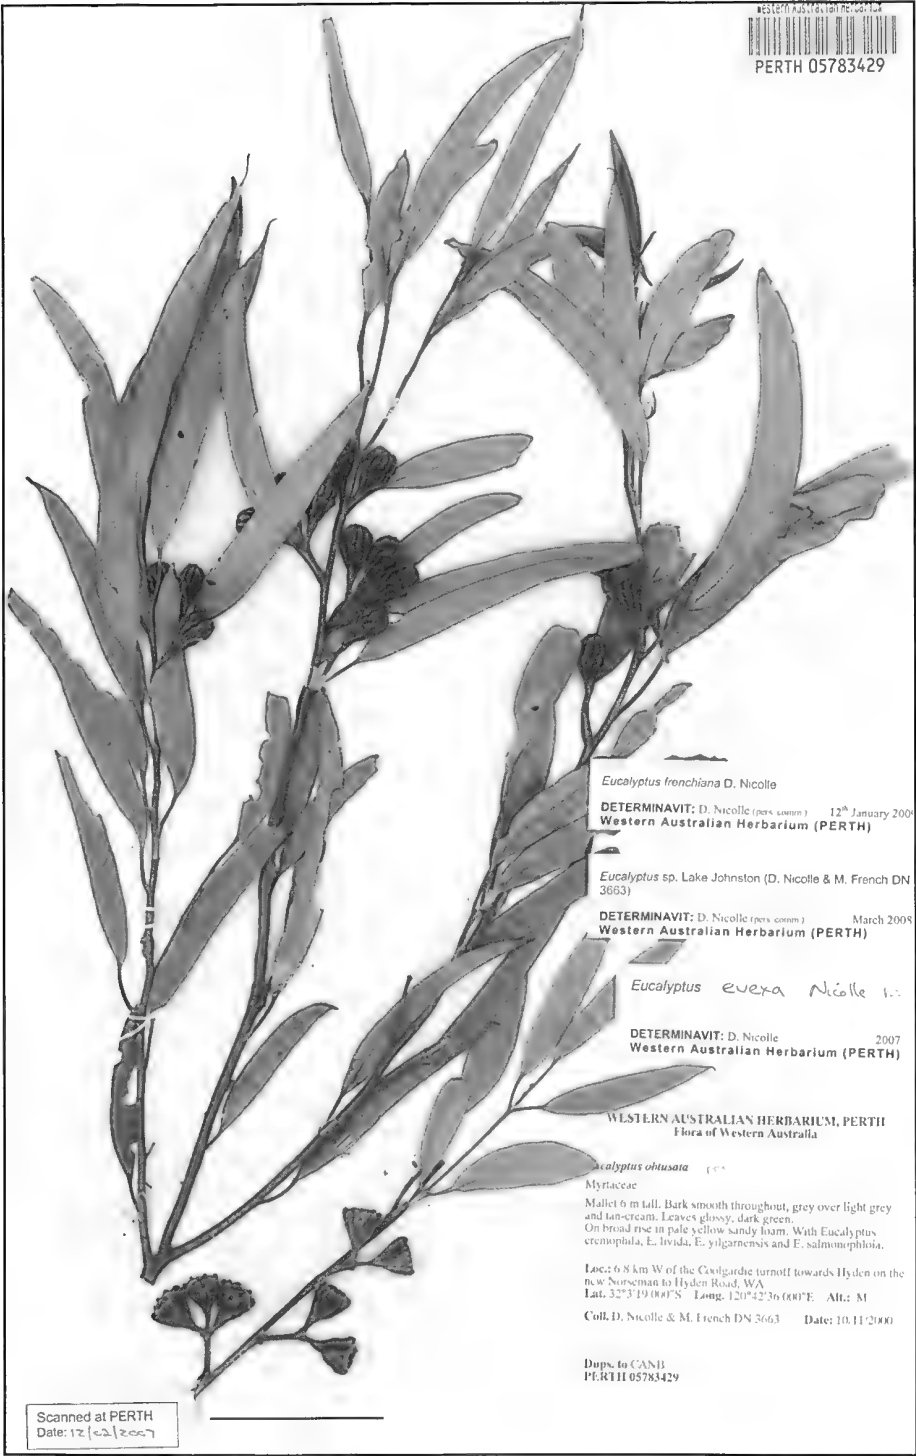 Western Australian Herbarium
PERTH 05783429
Eucalyptus frenchiana D. Nicolle
DETERMINAVIT: D. Nicolle (pers comm) 12th January 200
Western Australian Herbarium (PERTH)
Eucalyptus sp. Lake Johnston (D. Nicolle & M. French DN
3663)
DETERMINAVIT: D. Nicolle (pers comm) March 2008
Western Australian Herbarium (PERTH)
Eucalyptus evexa Nicolle
DETERMINAVIT: D. Nicolle 2007
Western Australian Herbarium (PERTH)
WESTERN AUSTRALIAN HERBARIUM, PERTH
Flora of Western Australia
calyptus obtusata
Myrtaceae
Mallet 6 m tall. Bark smooth throughout, grey over light grey
and tan-cream. Leaves glossy, dark green.
On broad rise in pale yellow sandy loam. With Eucalyptus
cremophila, E. livida, E. yilgarnensis and E. salmonophloia.
Loc.: 6.8 km W of the Coolgardie turnoff towards Hyden on the
new Norseman to Hyden Road, WA
Lat. 32°3'19.000"S Long. 120°42'36.000"E Alt.: M
Coll. D. Nicolle & M. French DN 3663 Date: 10/11/2000
Dups. to CANB
PERTH 05783429
Scanned at PERTH
Date: 12/02/2007